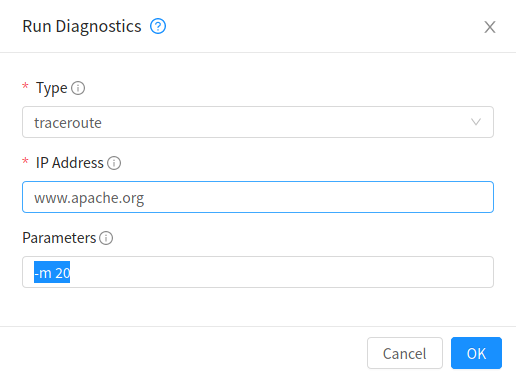 Run Diagnostics
* Type
traceroute
* IP Address
www.apache.org
Parameters
-m 20
Cancel OK